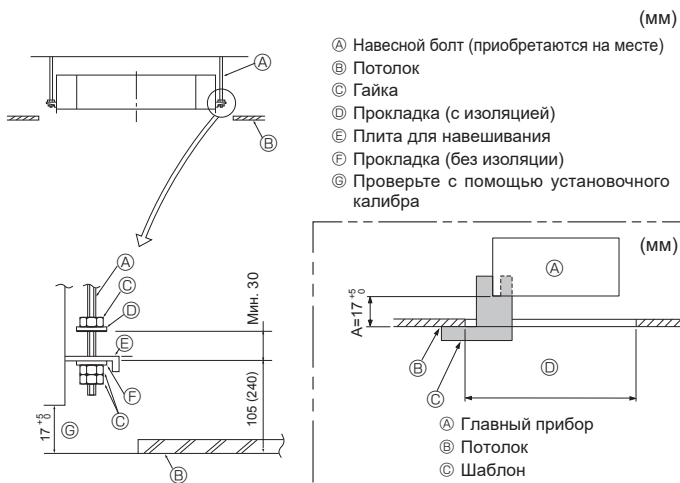 (мм)
Ⓐ Навесной болт (приобретаются на месте)
Ⓑ Потолок
Ⓒ Гайка
Ⓓ Прокладка (с изоляцией)
Ⓔ Плита для навешивания
Ⓕ Прокладка (без изоляции)
Ⓖ Проверьте с помощью установочного
калибра
Ⓐ
Ⓑ
Ⓐ
Ⓒ
Ⓓ
Мин. 30
Ⓔ
Ⓕ
Ⓒ
105 (240)
17 +5 0
Ⓖ
Ⓑ
(мм)
Ⓐ
A=17 +5 0
Ⓑ
Ⓒ
Ⓓ
Ⓐ Главный прибор
Ⓑ Потолок
Ⓒ Шаблон